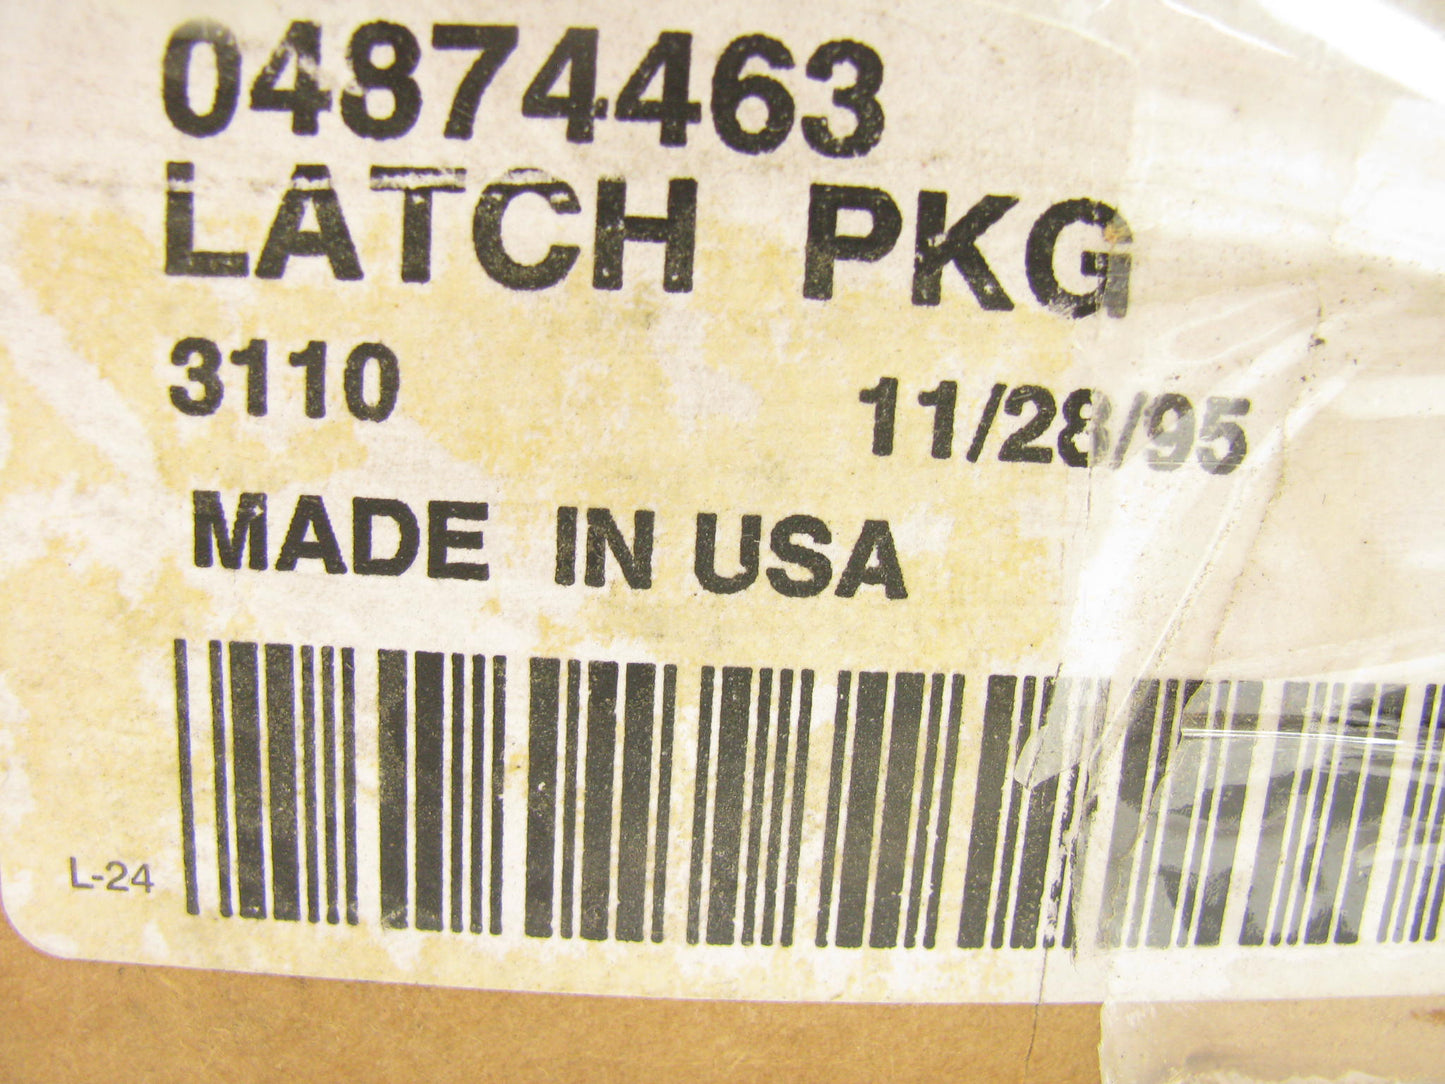 04874463
LATCH PKG
3110 11/28/95
MADE IN USA
L-24